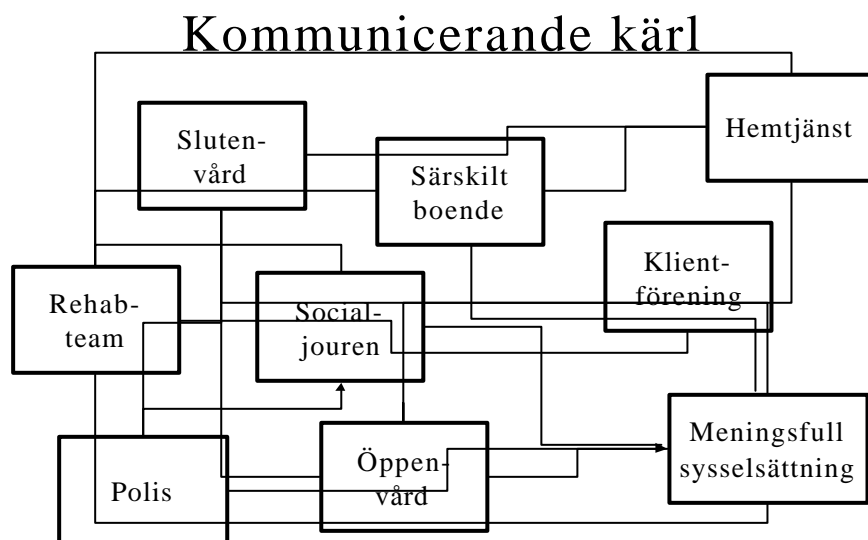 Kommunicerande kärl
Hemtjänst
Sluten-
vård
Särskilt
boende
Klient-
förening
Rehab-
team
Social-
jouren
Meningsfull
sysselsättning
Öppen-
vård
Polis